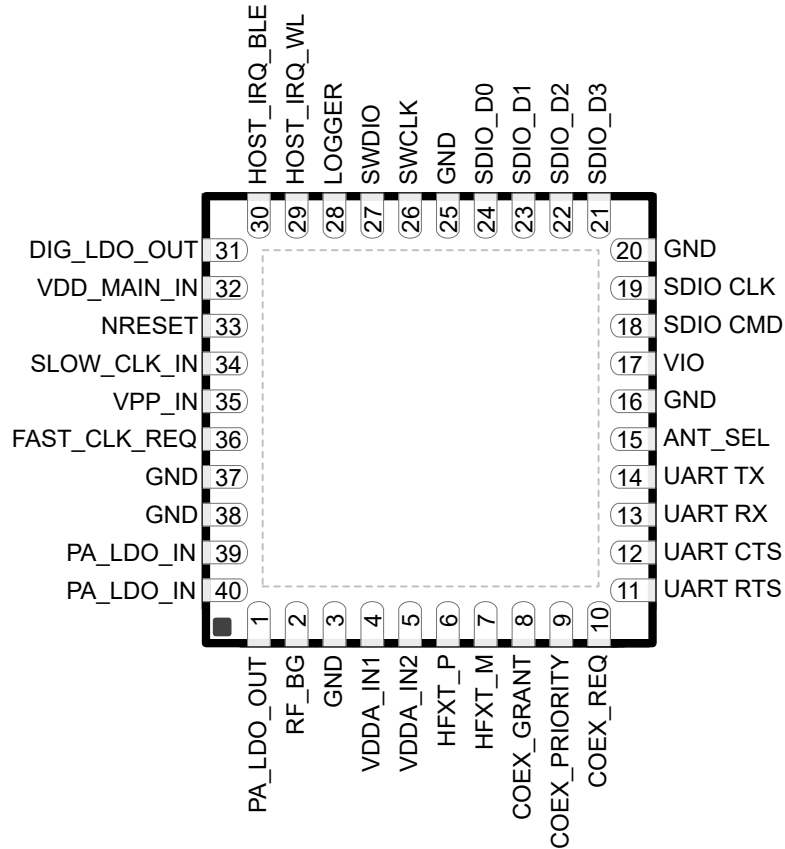 HOST_IRQ_BLE
HOST_IRQ_WL
LOGGER
SWDIO
SWCLK
GND
SDIO_D0
SDIO_D1
SDIO_D2
SDIO_D3
30
29
28
27
26
25
24
23
22
21
DIG_LDO_OUT 31
VDD_MAIN_IN 32
NRESET 33
SLOW_CLK_IN 34
VPP_IN 35
FAST_CLK_REQ 36
GND 37
GND 38
PA_LDO_IN 39
PA_LDO_IN 40
20 GND
19 SDIO CLK
18 SDIO CMD
17 VIO
16 GND
15 ANT_SEL
14 UART TX
13 UART RX
12 UART CTS
11 UART RTS
1
2
3
4
5
6
7
8
9
10
PA_LDO_OUT
RF_BG
GND
VDDA_IN1
VDDA_IN2
HFXT_P
HFXT_M
COEX_GRANT
COEX_PRIORITY
COEX_REQ